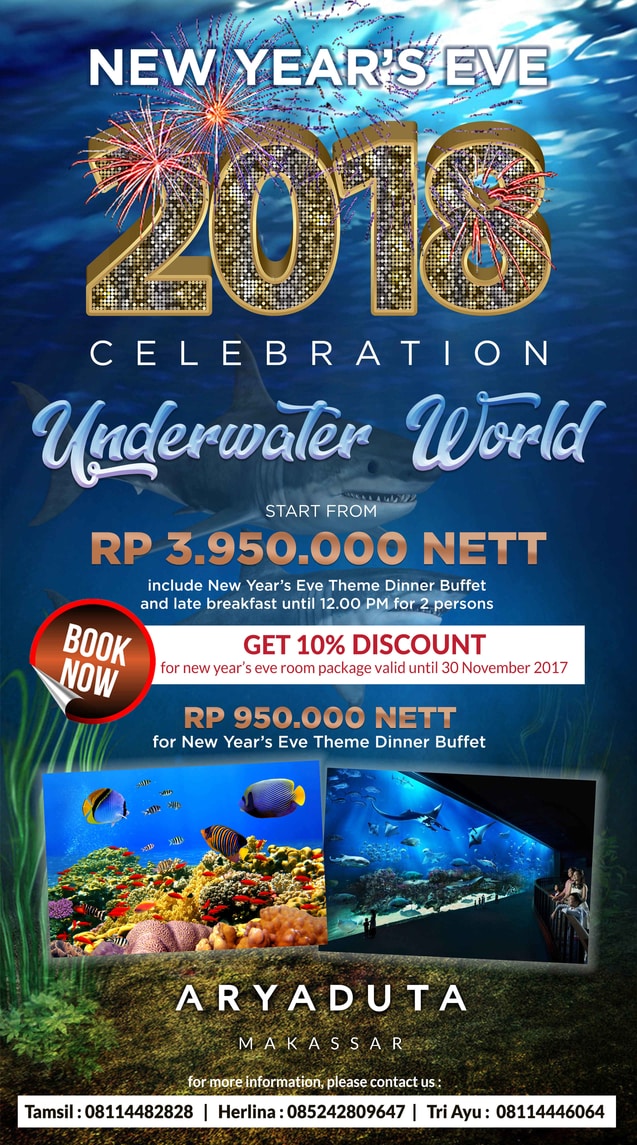 NEW YEAR'S EVE
2018
CELEBRATION
Underwater World
START FROM
RP 3.950.000 NETT
include New Year's Eve Theme Dinner Buffet
and late breakfast until 12.00 PM for 2 persons
BOOK
NOW
GET 10% DISCOUNT
for new year's eve room package valid until 30 November 2017
RP 950.000 NETT
for New Year's Eve Theme Dinner Buffet
ARYADUTA
MAKASSAR
for more information, please contact us :
Tamsil : 08114482828 | Herlina : 085242809647 | Tri Ayu : 08114446064